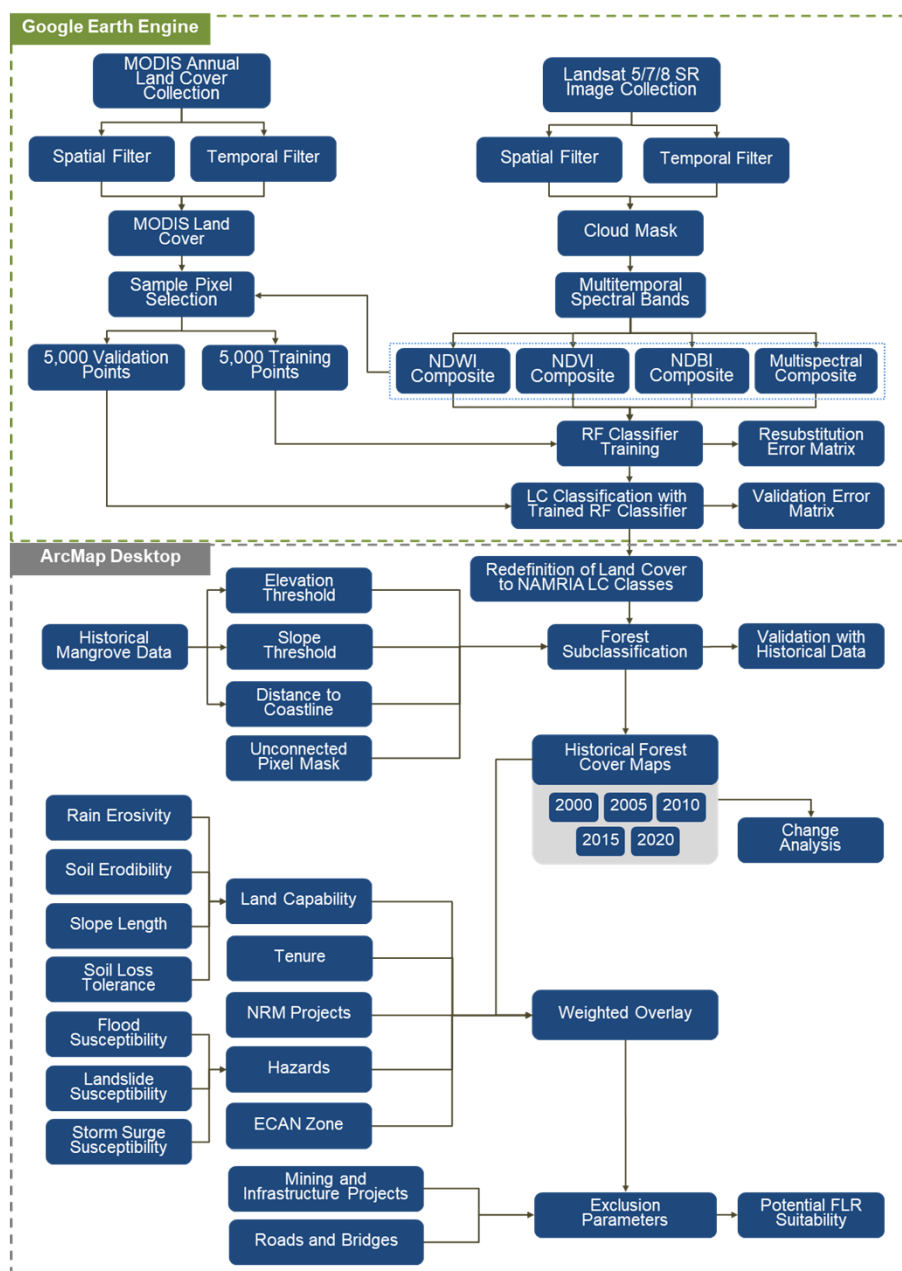 Google Earth Engine
MODIS Annual
Land Cover
Collection
Landsat 5/7/8 SR
Image Collection
Spatial Filter
Temporal Filter
Spatial Filter
Temporal Filter
MODIS Land
Cover
Cloud Mask
Sample Pixel
Selection
Multitemporal
Spectral Bands
5,000 Validation
Points
5,000 Training
Points
NDWI
Composite
NDVI
Composite
NDBI
Composite
Multispectral
Composite
RF Classifier
Training
Resubstitution
Error Matrix
LC Classification with
Trained RF Classifier
Validation Error
Matrix
ArcMap Desktop
Redefinition of Land Cover
to NAMRIA LC Classes
Elevation
Threshold
Historical
Mangrove Data
Slope
Threshold
Forest
Subclassification
Validation with
Historical Data
Distance to
Coastline
Unconnected
Pixel Mask
Historical Forest
Cover Maps
2000
2005
2010
2015
2020
Change
Analysis
Rain Erosivity
Soil Erodibility
Slope Length
Soil Loss
Tolerance
Land Capability
Tenure
NRM Projects
Hazards
ECAN Zone
Weighted Overlay
Flood
Susceptibility
Landslide
Susceptibility
Storm Surge
Susceptibility
Mining and
Infrastructure Projects
Roads and Bridges
Exclusion
Parameters
Potential FLR
Suitability